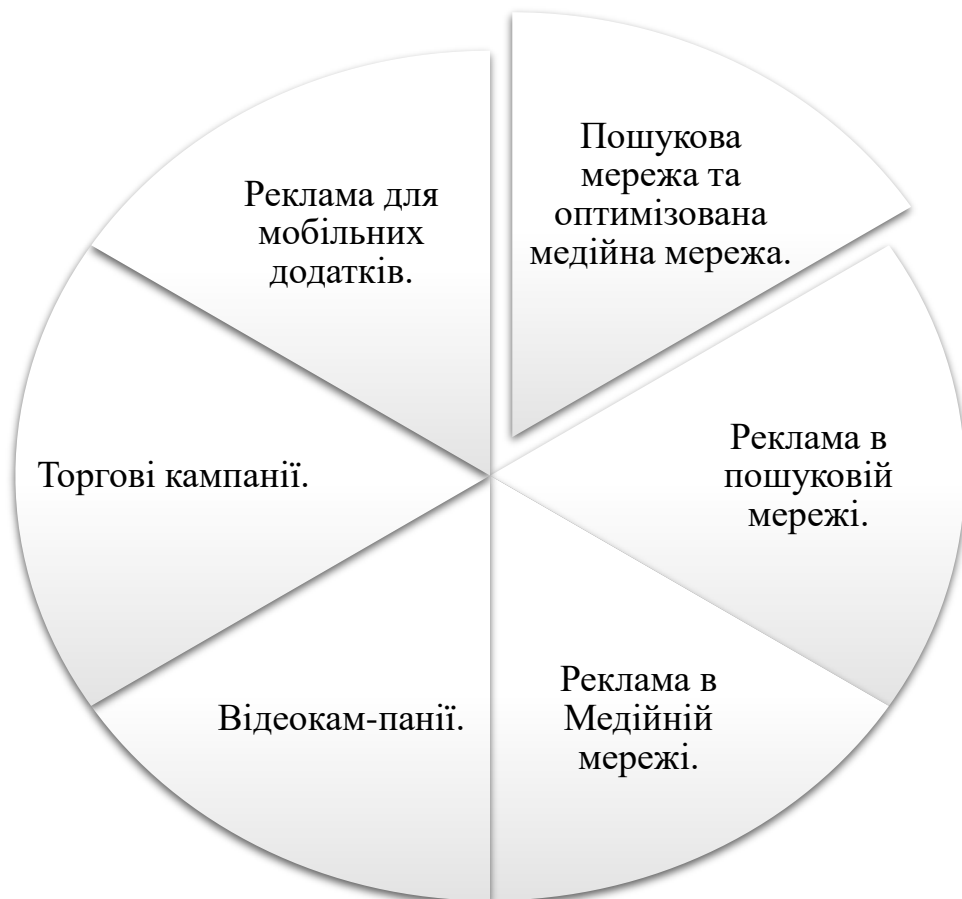 Пошукова
мережа та
оптимізована
медійна мережа.
Реклама в
пошуковій
мережі.
Реклама в
Медійній
мережі.
Відеокам-панії.
Торгові кампанії.
Реклама для
мобільних
додатків.